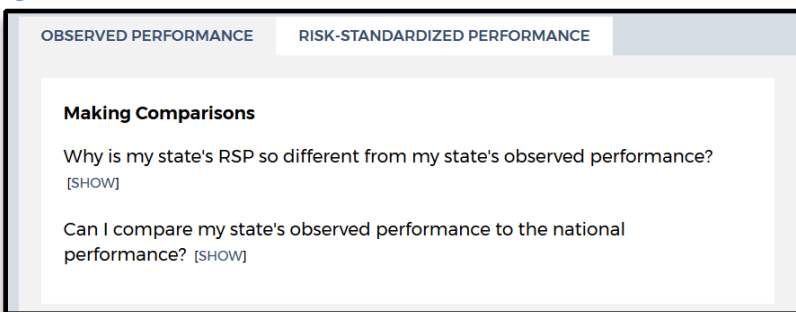 OBSERVED PERFORMANCE RISK-STANDARDIZED PERFORMANCE
Making Comparisons
Why is my state's RSP so different from my state's observed performance?
[SHOW]
Can I compare my state's observed performance to the national
performance? [SHOW]